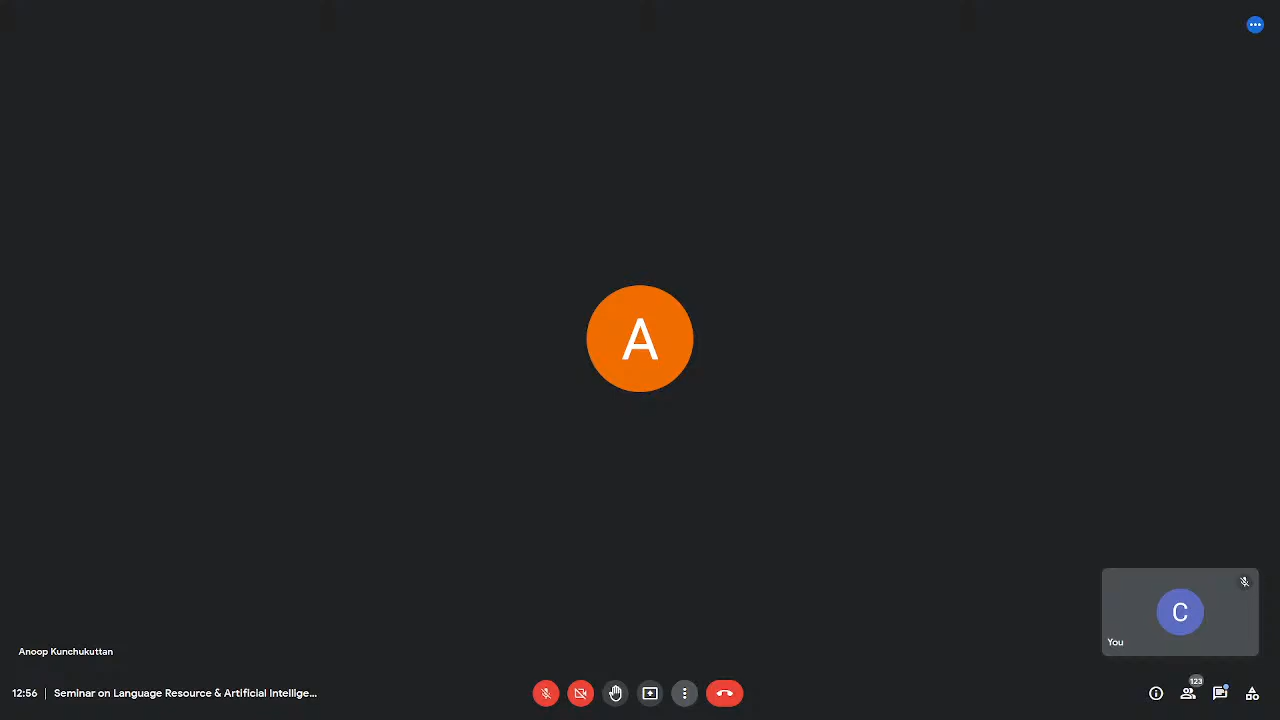 A
C
You
Anoop Kunchukuttan
12:56 | Seminar on Language Resource & Artificial Intellige...
123